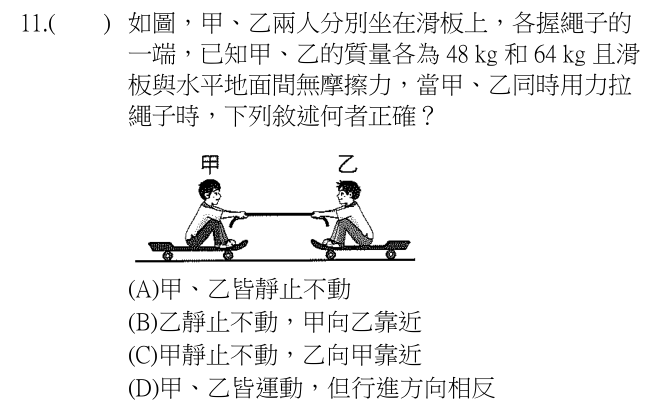 11.(　　) 如圖，甲、乙兩人分別坐在滑板上，各握繩子的
一端，已知甲、乙的質量各為 48 kg 和 64 kg 且滑
板與水平地面間無摩擦力，當甲、乙同時用力拉
繩子時，下列敘述何者正確？
甲　　乙
(A)甲、乙皆靜止不動
(B)乙靜止不動，甲向乙靠近
(C)甲靜止不動，乙向甲靠近
(D)甲、乙皆運動，但行進方向相反